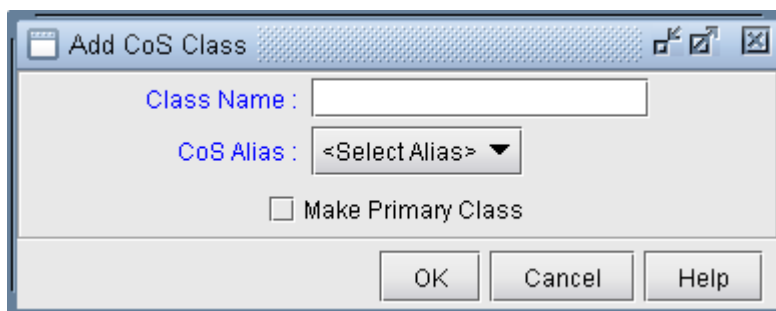 Add CoS Class
Class Name :
CoS Alias : <Select Alias>
Make Primary Class
OK Cancel Help